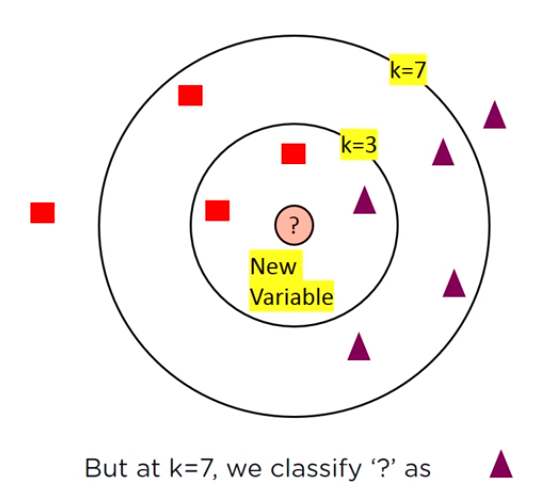 k=7
k=3
?
New
Variable
But at k=7, we classify ‘?’ as